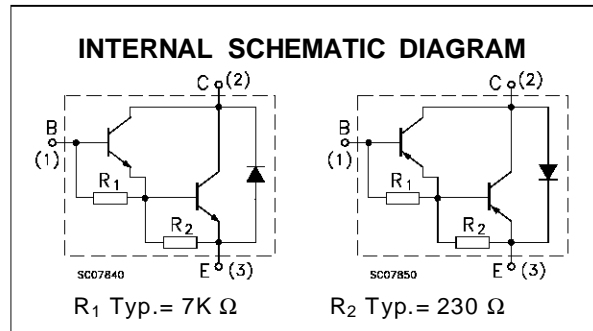 INTERNAL SCHEMATIC DIAGRAM
C (2)
B
(1)
R1
R2
SC07840
E (3)
C (2)
B
(1)
R1
R2
SC07850
E (3)
R1 Typ.= 7K Ω
R2 Typ.= 230 Ω